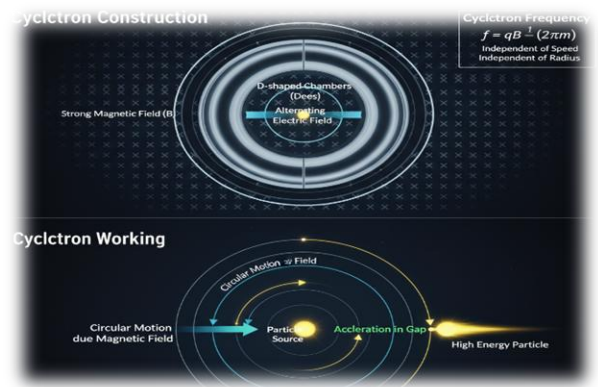 Cyclctron Construction
Cyclctron Frequency
f = qB 1/ (2πm)
Independent of Speed
Independent of Radius
D-shaped Chambers
(Dees)
Strong Magnetic Field (B)
Alternating
Electric Field
Cyclctron Working
Circular Motion Field
Circular Motion
due Magnetic Field
Particle
Source
Accleration in Gap
High Energy Particle